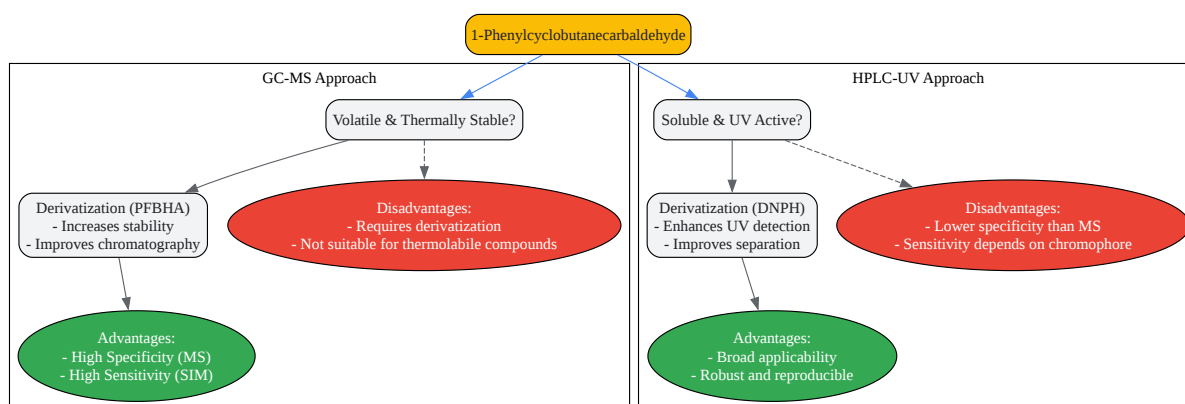 1-Phenylcyclobutanecarbaldehyde
GC-MS Approach
Volatile & Thermally Stable?
Derivatization (PFBHA)
- Increases stability
- Improves chromatography
Disadvantages:
- Requires derivatization
- Not suitable for thermolabile compounds
Advantages:
- High Specificity (MS)
- High Sensitivity (SIM)
HPLC-UV Approach
Soluble & UV Active?
Derivatization (DNPH)
- Enhances UV detection
- Improves separation
Disadvantages:
- Lower specificity than MS
- Sensitivity depends on chromophore
Advantages:
- Broad applicability
- Robust and reproducible